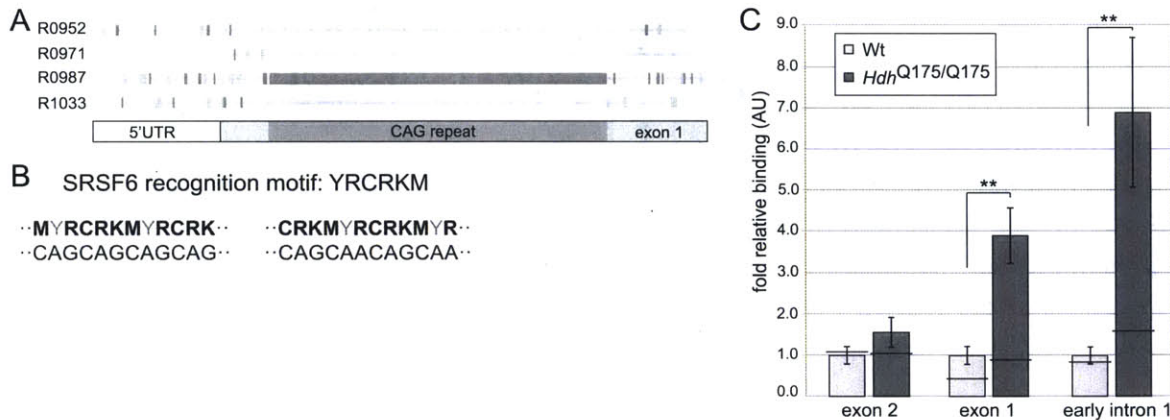 A
R0952
R0971
R0987
R1033
5'UTR
CAG repeat
exon 1
B
SRSF6 recognition motif: YRCRKM
··MYRCRKMYRCRK··
··CRKMYRCRKMYR··
··CAGCAGCAGCAG··
··CAGCAACAGCAA··
C
fold relative binding (AU)
9.0
8.0
7.0
6.0
5.0
4.0
3.0
2.0
1.0
0.0
Wt
HdhQ175/Q175
**
**
exon 2
exon 1
early intron 1